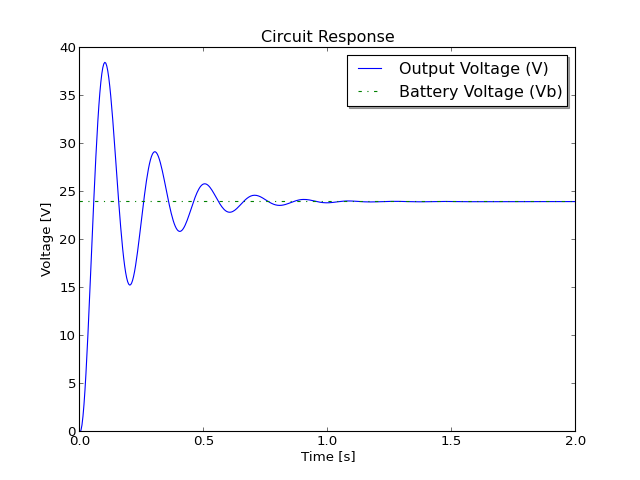 Circuit Response
Output Voltage (V)
Battery Voltage (Vb)
40
35
30
25
20
15
10
5
0
Voltage [V]
0.0 0.5 1.0 1.5 2.0
Time [s]